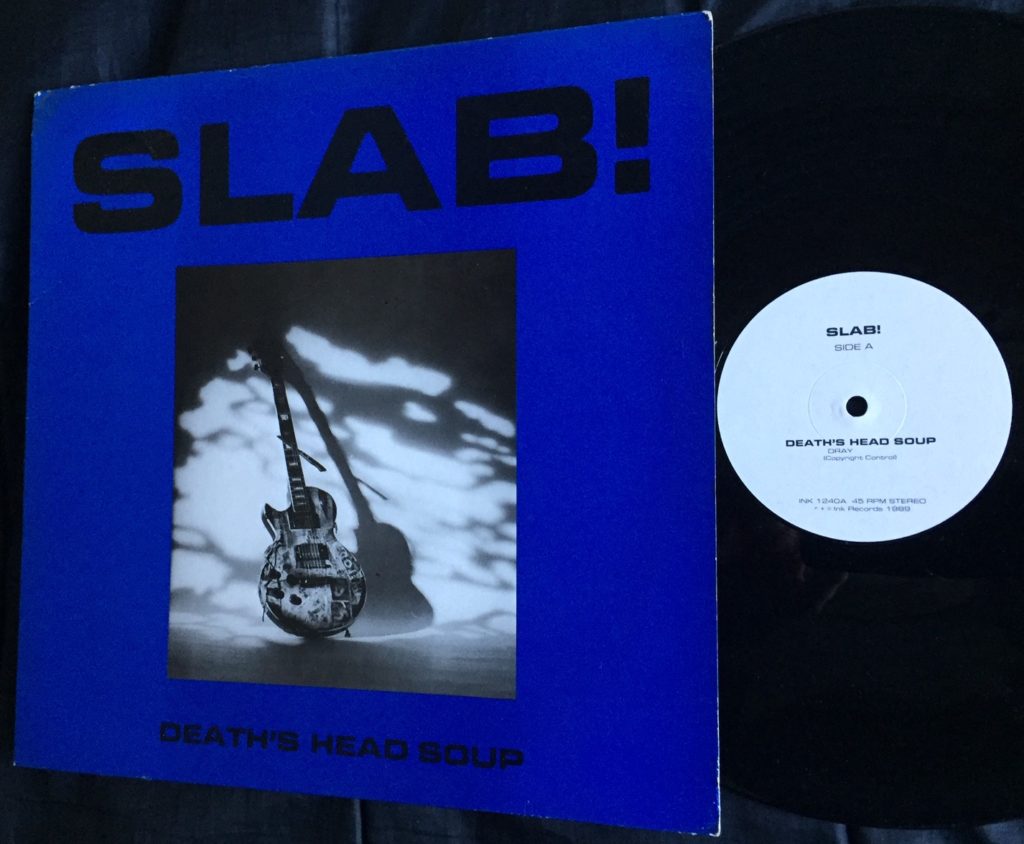 SLAB!
DEATH'S HEAD SOUP
SLAB!
SIDE A
DEATH'S HEAD SOUP
DRAY
(Copyright Control)
INK 1240A 45 RPM STEREO
Ink Records 1989